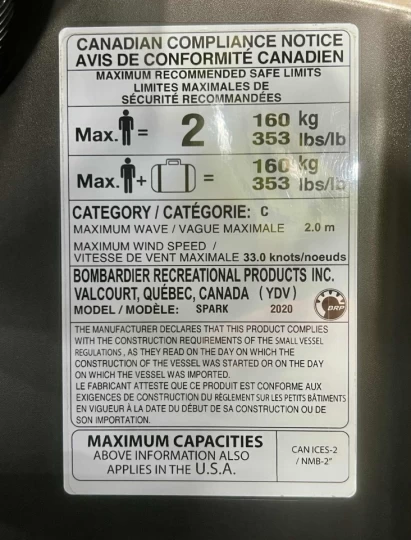 CANADIAN COMPLIANCE NOTICE
AVIS DE CONFORMITÉ CANADIEN
MAXIMUM RECOMMENDED SAFE LIMITS
LIMITES MAXIMALES DE
SÉCURITÉ RECOMMANDÉES
Max. = 2 160 kg
353 lbs/lb
Max. + = 160 kg
353 lbs/lb
CATEGORY / CATÉGORIE: C
MAXIMUM WAVE / VAGUE MAXIMALE 2.0 m
MAXIMUM WIND SPEED /
VITESSE DE VENT MAXIMALE 33.0 knots/noeuds
BOMBARDIER RECREATIONAL PRODUCTS INC.
VALCOURT, QUÉBEC, CANADA (YDV)
MODEL / MODÈLE: SPARK 2020
BRP
THE MANUFACTURER DECLARES THAT THIS PRODUCT COMPLIES
WITH THE CONSTRUCTION REQUIREMENTS OF THE SMALL VESSEL
REGULATIONS, AS THEY READ ON THE DAY ON WHICH THE
CONSTRUCTION OF THE VESSEL WAS STARTED OR ON THE DAY
ON WHICH THE VESSEL WAS IMPORTED.
LE FABRICANT ATTESTE QUE CE PRODUIT EST CONFORME AUX
EXIGENCES DE CONSTRUCTION DU RÈGLEMENT SUR LES PETITS BÂTIMENTS
EN VIGUEUR À LA DATE DU DÉBUT DE SA CONSTRUCTION OU DE
SON IMPORTATION.
MAXIMUM CAPACITIES
ABOVE INFORMATION ALSO
APPLIES IN THE U.S.A.
CAN ICES-2
/ NMB-2"